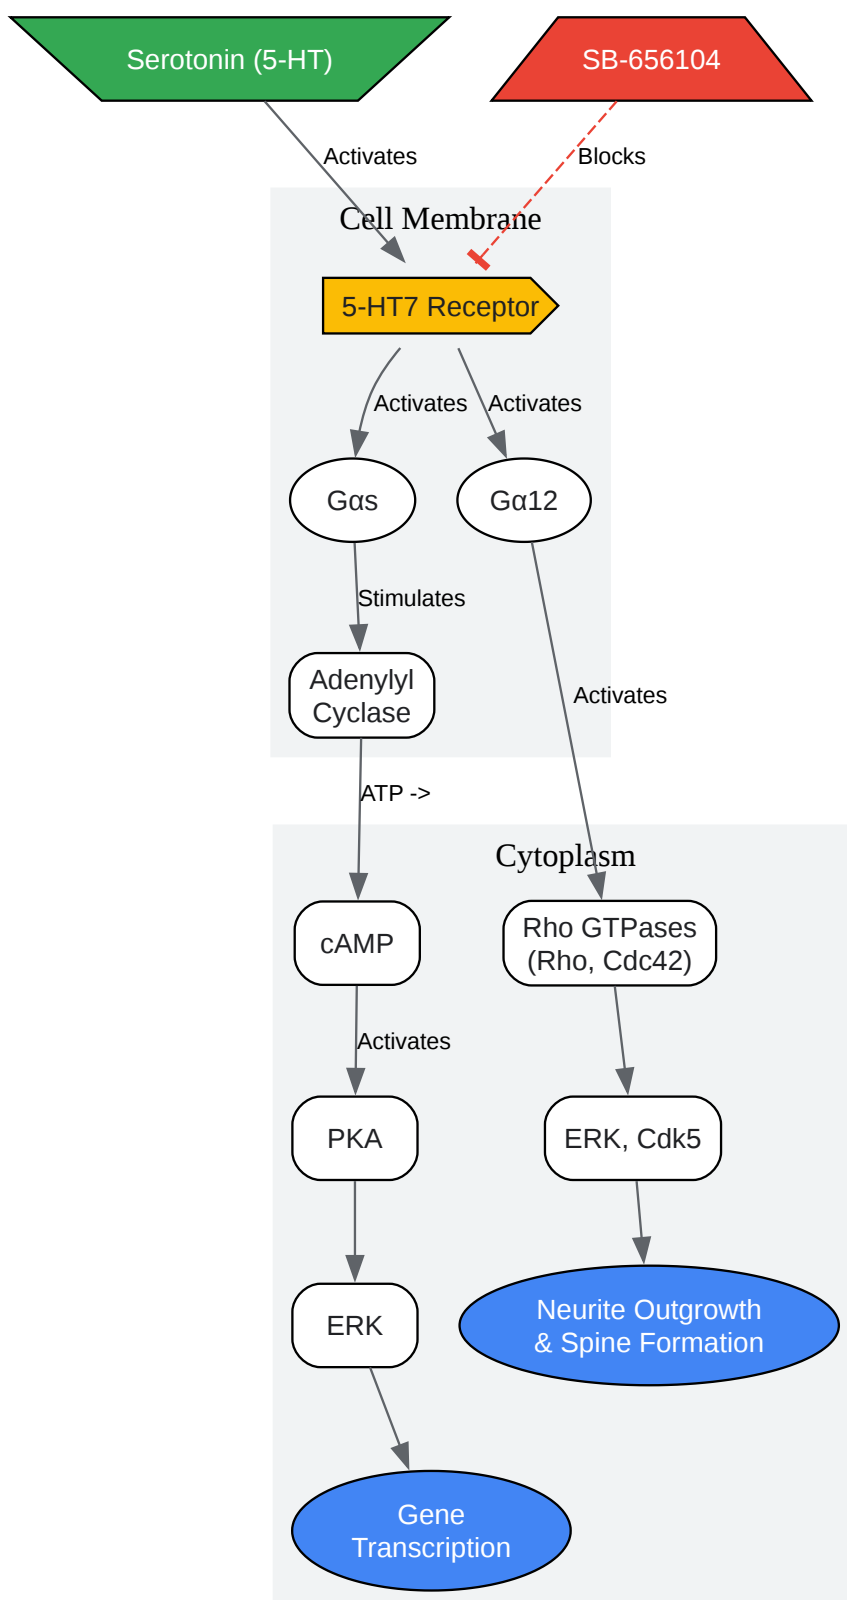 Serotonin (5-HT)
SB-656104
Activates
Blocks
Cell Membrane
5-HT7 Receptor
Activates
Activates
Gαs
Gα12
Stimulates
Adenylyl
Cyclase
Activates
ATP ->
Cytoplasm
cAMP
Rho GTPases
(Rho, Cdc42)
Activates
PKA
ERK, Cdk5
ERK
Neurite Outgrowth
& Spine Formation
Gene
Transcription